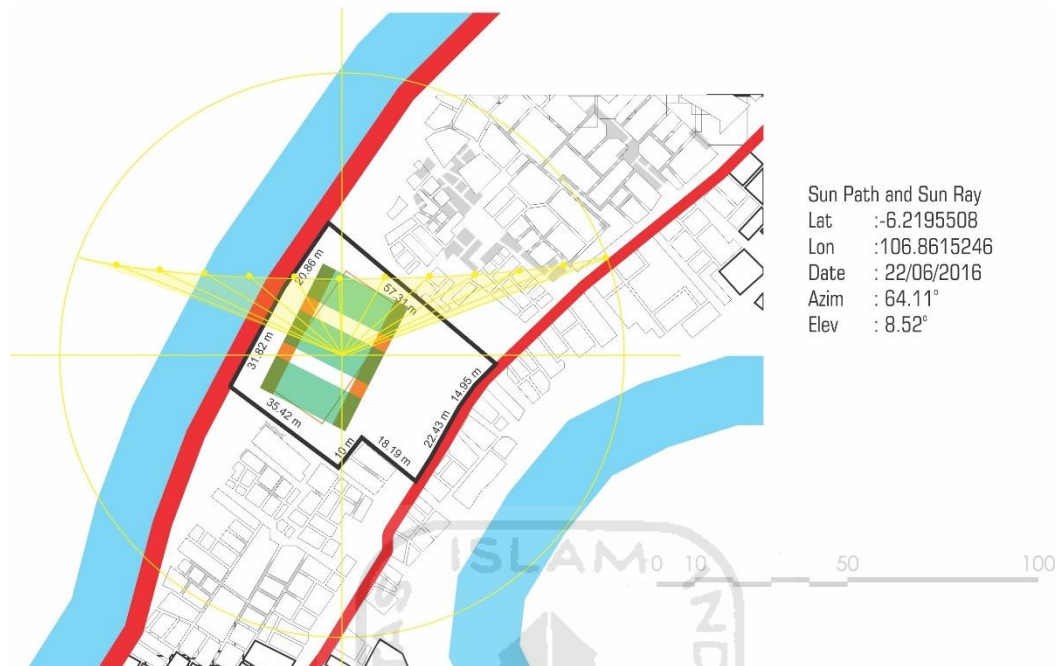 Sun Path and Sun Ray
Lat :-6.2195508
Lon :106.8615246
Date : 22/06/2016
Azim : 64.11°
Elev : 8.52°
20.86 m
57.31 m
31.82 m
14.95 m
35.42 m
22.43 m
10 m
18.19 m
ISLAM
0 10 50 100